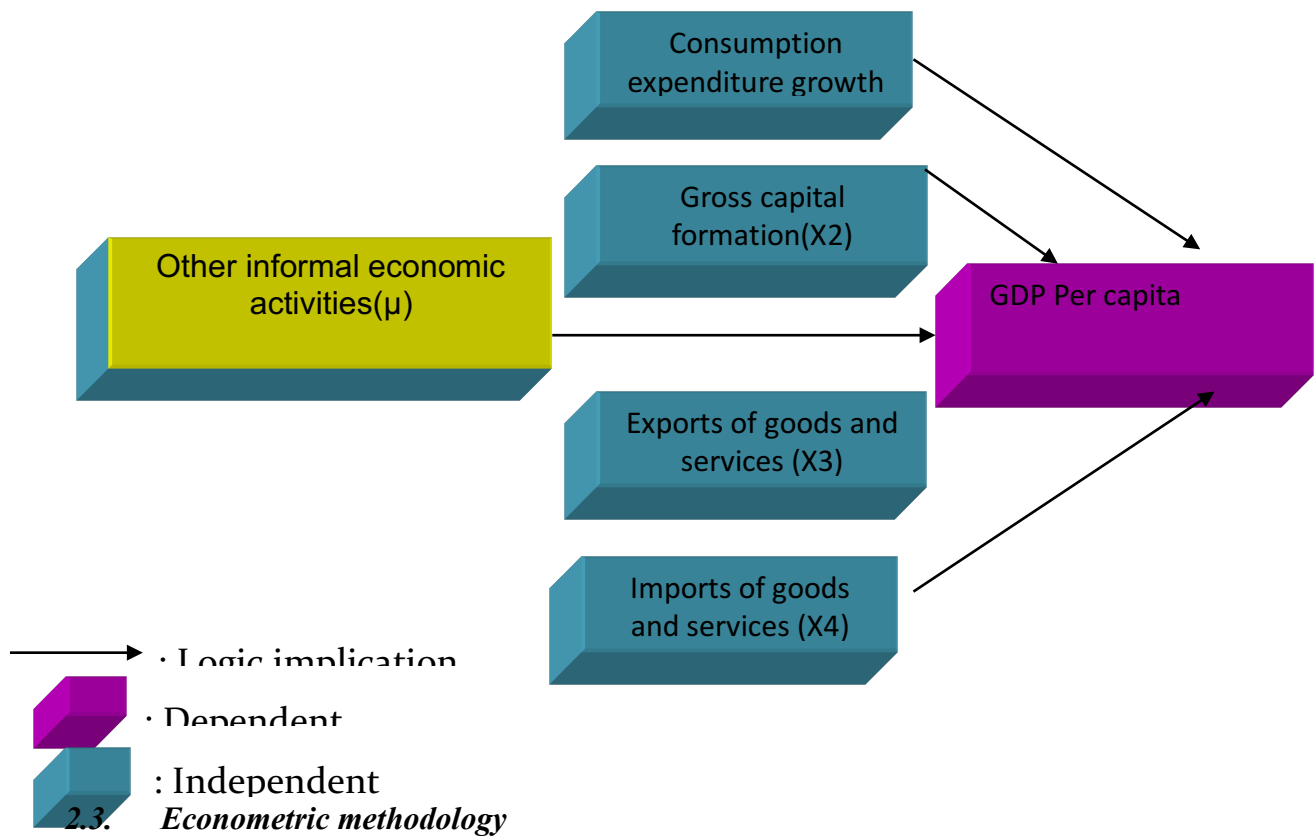 Consumption
expenditure growth
Gross capital
formation(X2)
Other informal economic
activities(µ)
GDP Per capita
Exports of goods and
services (X3)
Imports of goods
and services (X4)
: Logic implication
: Dependent
: Independent
2.3. Econometric methodology